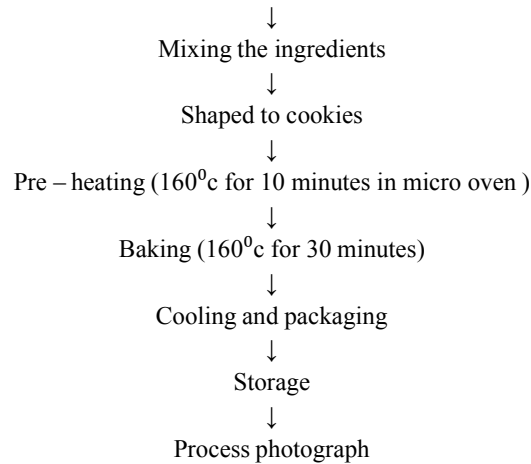 ↓
Mixing the ingredients
↓
Shaped to cookies
↓
Pre – heating (160⁰c for 10 minutes in micro oven )
↓
Baking (160⁰c for 30 minutes)
↓
Cooling and packaging
↓
Storage
↓
Process photograph